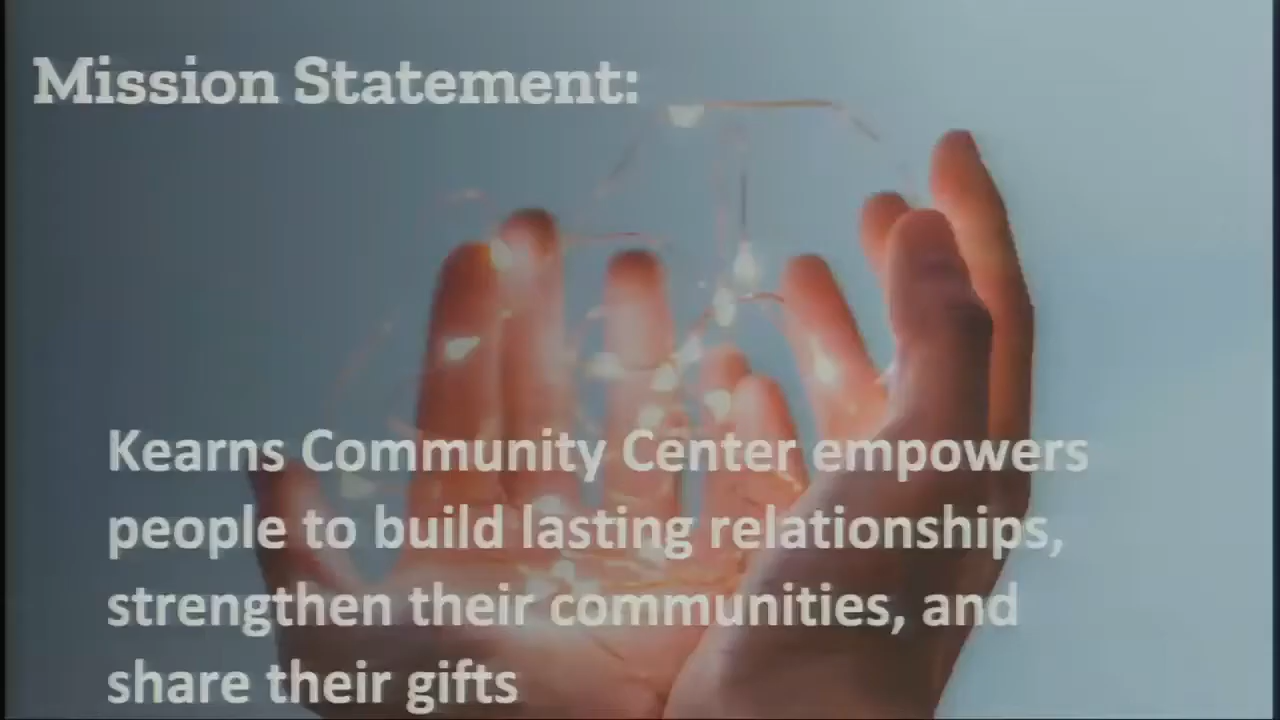 Mission Statement:
Kearns Community Center empowers
people to build lasting relationships,
strengthen their communities, and
share their gifts